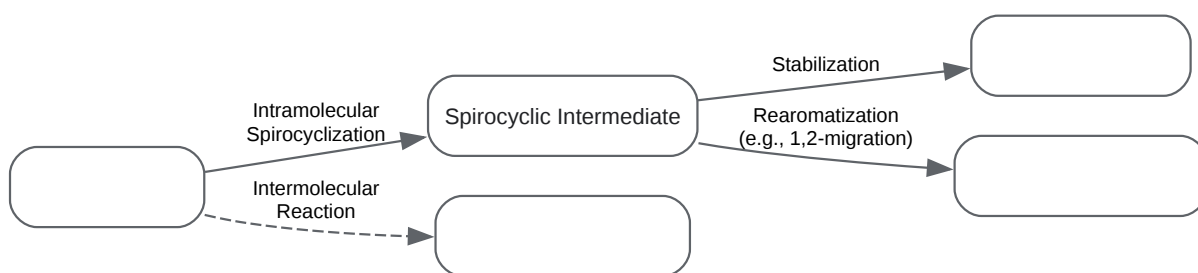 Intramolecular
Spirocyclization
Intermolecular
Reaction
Spirocyclic Intermediate
Stabilization
Rearomatization
(e.g., 1,2-migration)